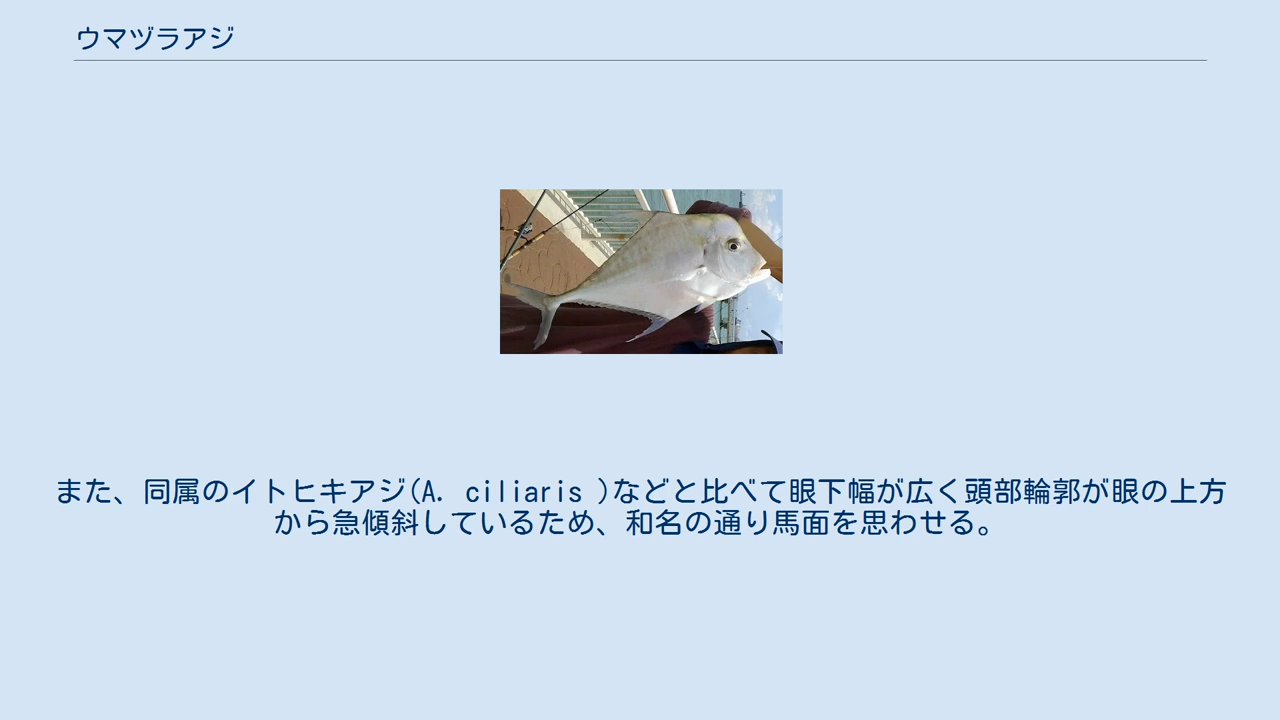 ウマヅラアジ
また、同属のイトヒキアジ(A. ciliaris )などと比べて眼下幅が広く頭部輪郭が眼の上方
から急傾斜しているため、和名の通り馬面を思わせる。